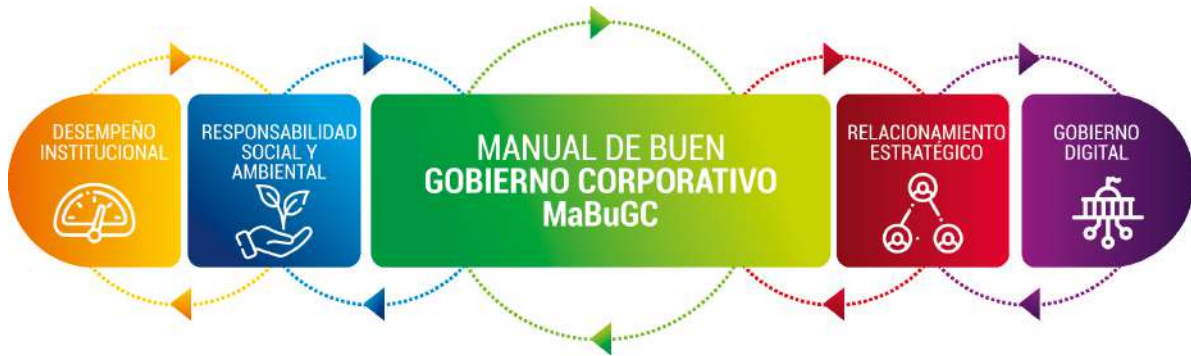 DESEMPEÑO
INSTITUCIONAL
RESPONSABILIDAD
SOCIAL Y
AMBIENTAL
MANUAL DE BUEN
GOBIERNO CORPORATIVO
MaBuGC
RELACIONAMIENTO
ESTRATÉGICO
GOBIERNO
DIGITAL